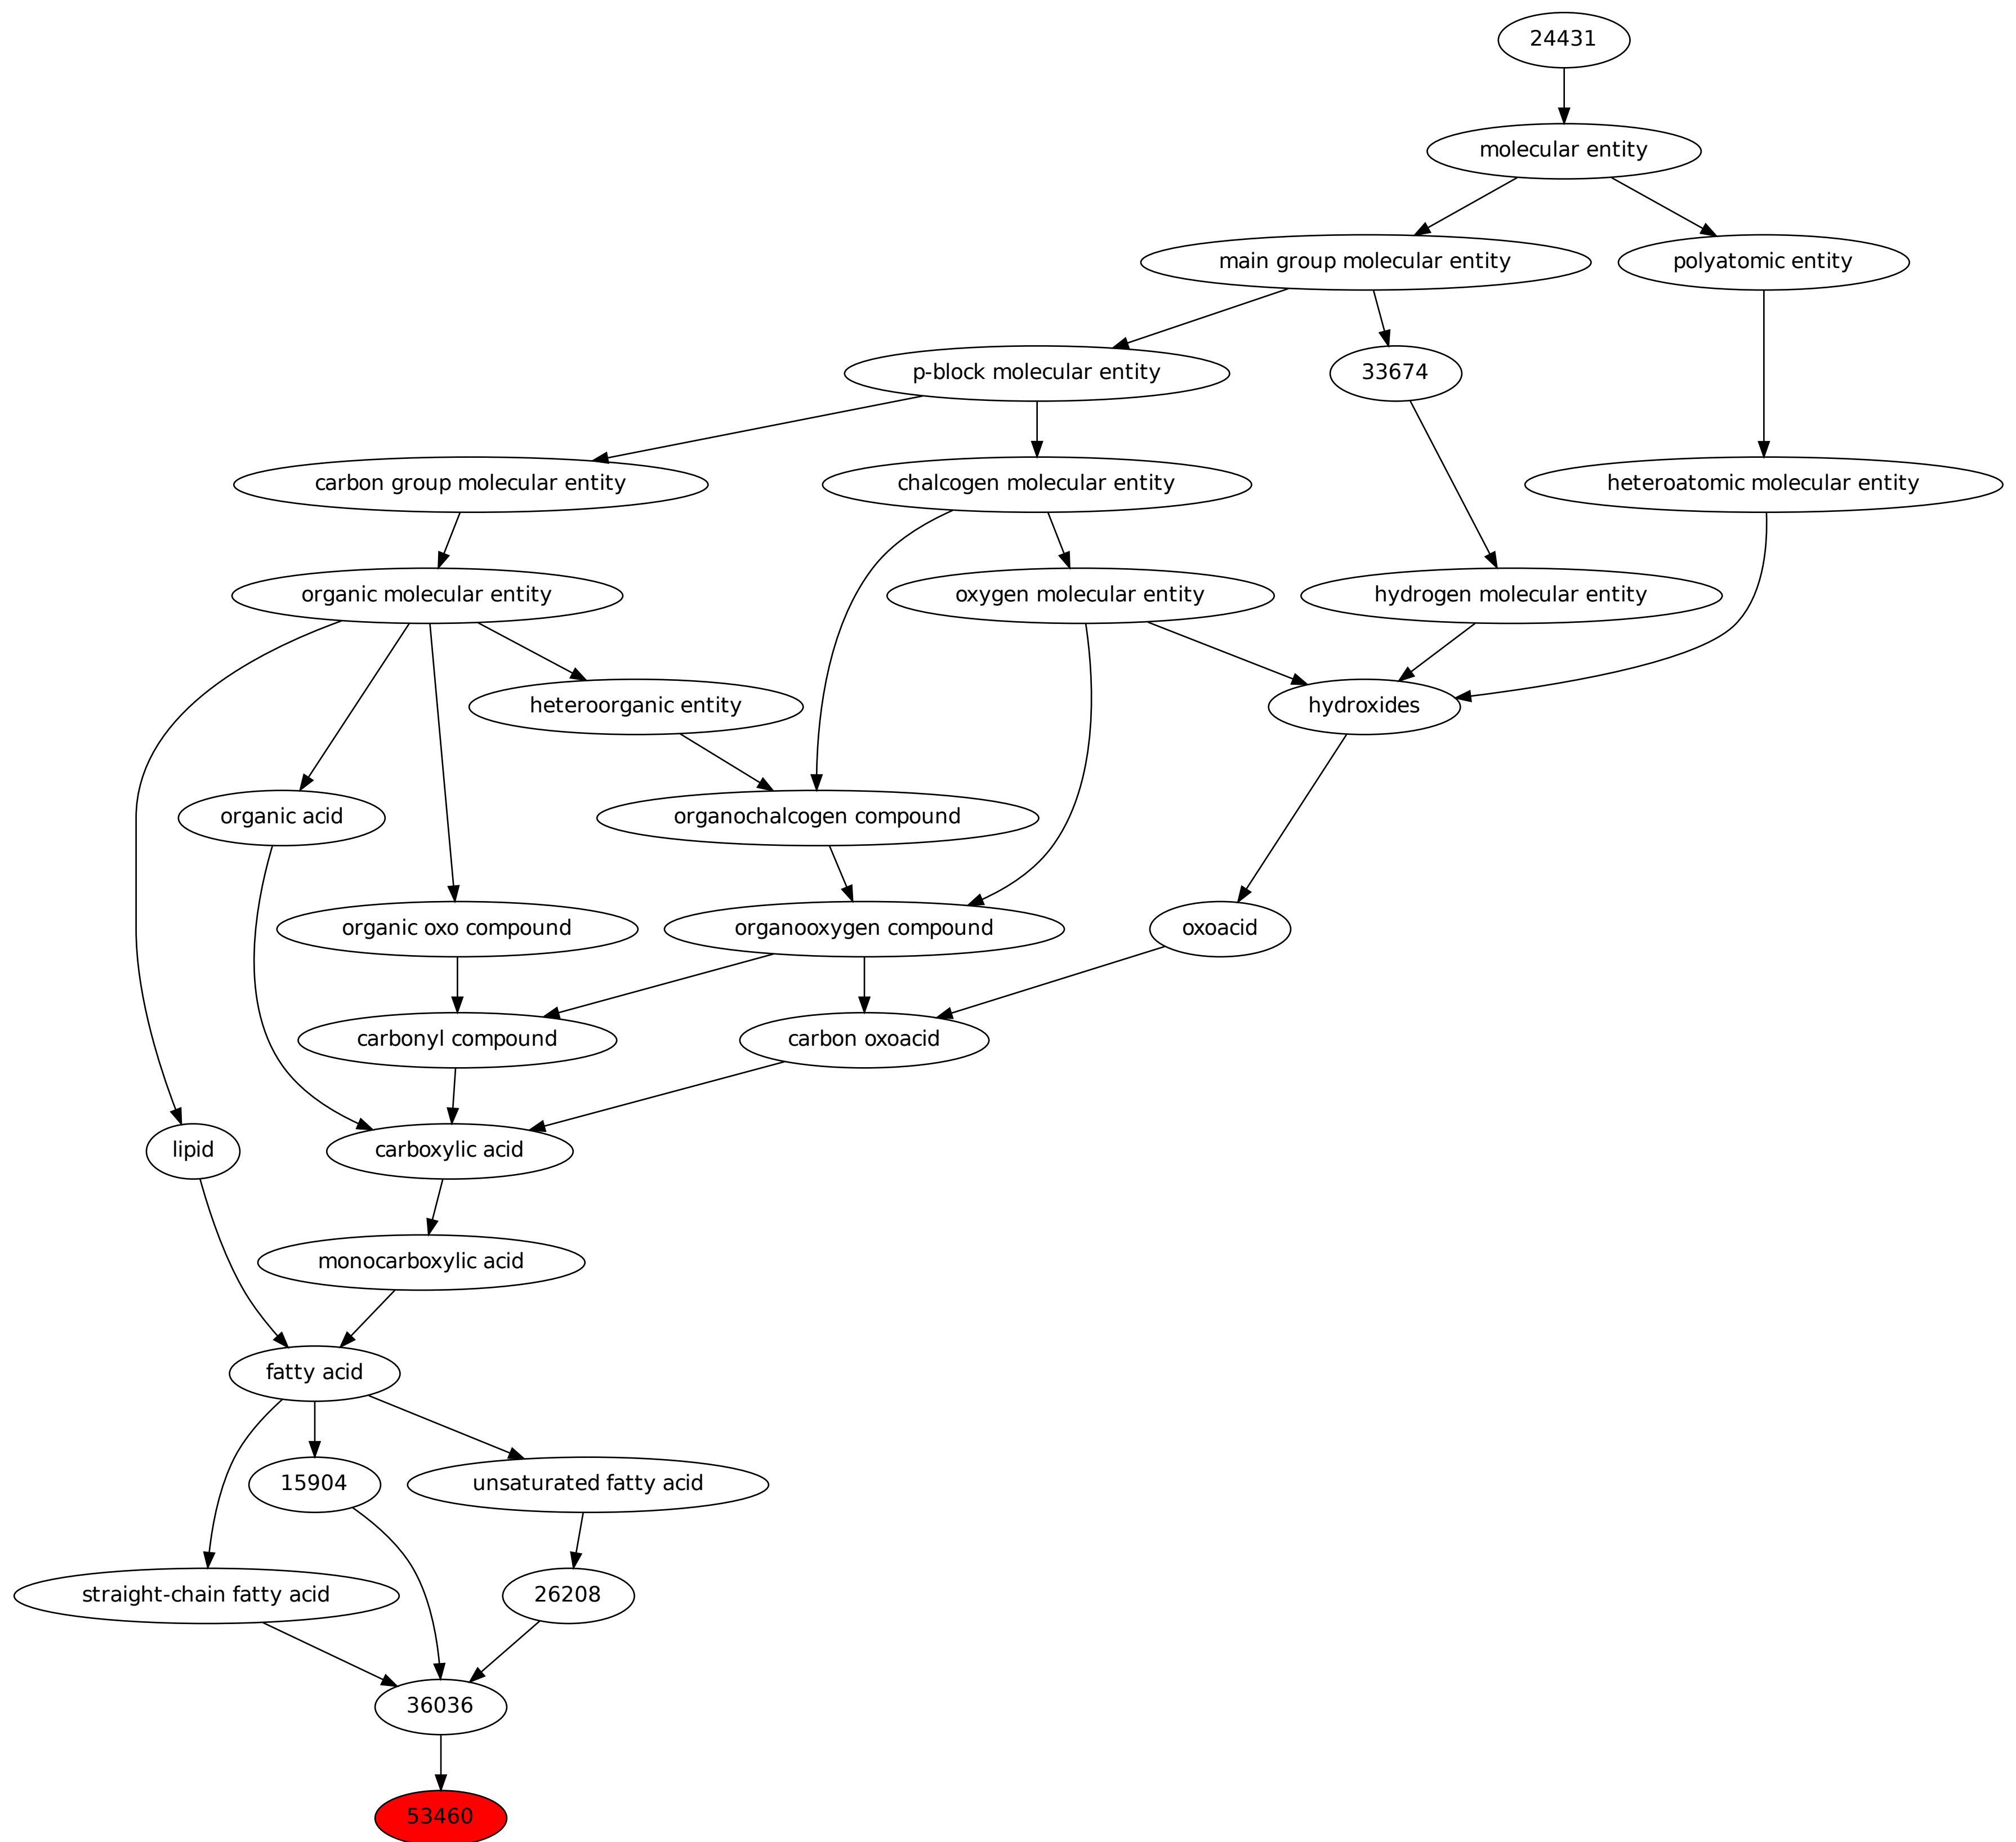 24431
molecular entity
main group molecular entity
polyatomic entity
p-block molecular entity
33674
carbon group molecular entity
chalcogen molecular entity
heteroatomic molecular entity
organic molecular entity
oxygen molecular entity
hydrogen molecular entity
heteroorganic entity
hydroxides
organic acid
organochalcogen compound
organic oxo compound
organooxygen compound
oxoacid
carbonyl compound
carbon oxoacid
lipid
carboxylic acid
monocarboxylic acid
fatty acid
15904
unsaturated fatty acid
straight-chain fatty acid
26208
36036
53460